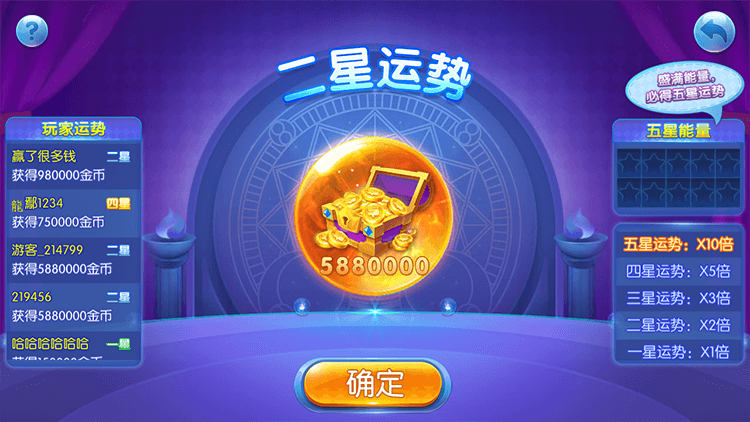 ?
二星运势
盛满能量,
必得五星运势
玩家运势
赢了很多钱 二星
获得980000金币
龍鄢1234 四星
获得750000金币
游客_214799 二星
获得5880000金币
219456 二星
获得5880000金币
哈哈哈哈哈哈 一星
5880000
五星能量
五星运势：X10倍
四星运势：X5倍
三星运势：X3倍
二星运势：X2倍
一星运势：X1倍
确定